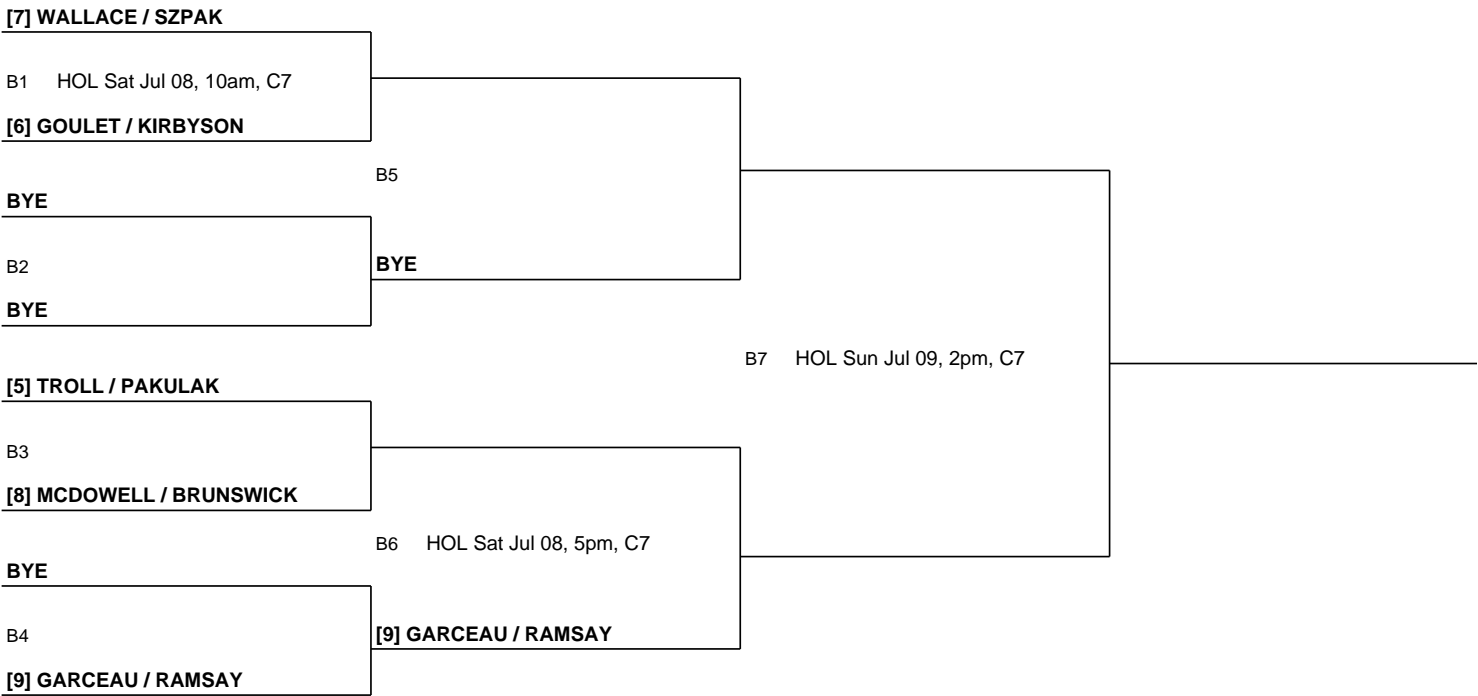 [7] WALLACE / SZPAK
B1 HOL Sat Jul 08, 10am, C7
[6] GOULET / KIRBYSON
B5
BYE
B2
BYE
BYE
B7 HOL Sun Jul 09, 2pm, C7
[5] TROLL / PAKULAK
B3
[8] MCDOWELL / BRUNSWICK
B6 HOL Sat Jul 08, 5pm, C7
BYE
B4
[9] GARCEAU / RAMSAY
[9] GARCEAU / RAMSAY